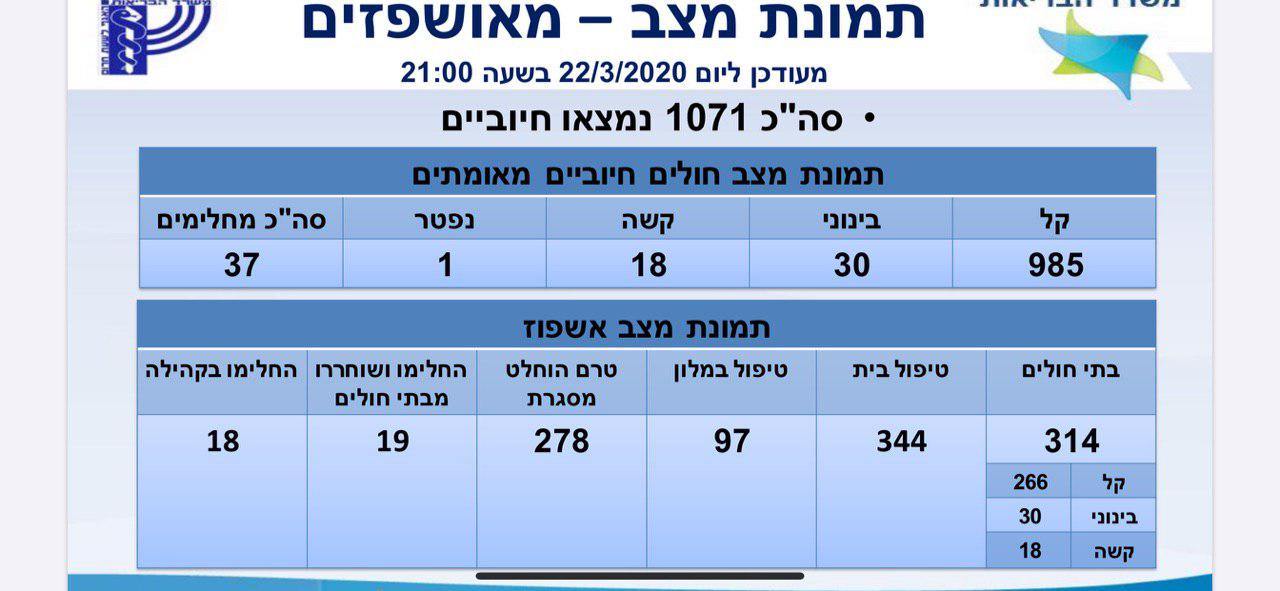 משרד הבריאות
תמונת מצב – מאושפזים
מעודכן ליום 22/3/2020 בשעה 21:00
• סה"כ 1071 נמצאו חיוביים
תמונת מצב חולים חיוביים מאומתים
קל בינוני קשה נפטר סה"כ מחלימים
985 30 18 1 37
תמונת מצב אשפוז
בתי חולים טיפול בית טיפול במלון טרם הוחלט מסגרת החלימו ושוחררו מבתי חולים החלימו בקהילה
314 344 97 278 19 18
קל 266
בינוני 30
קשה 18